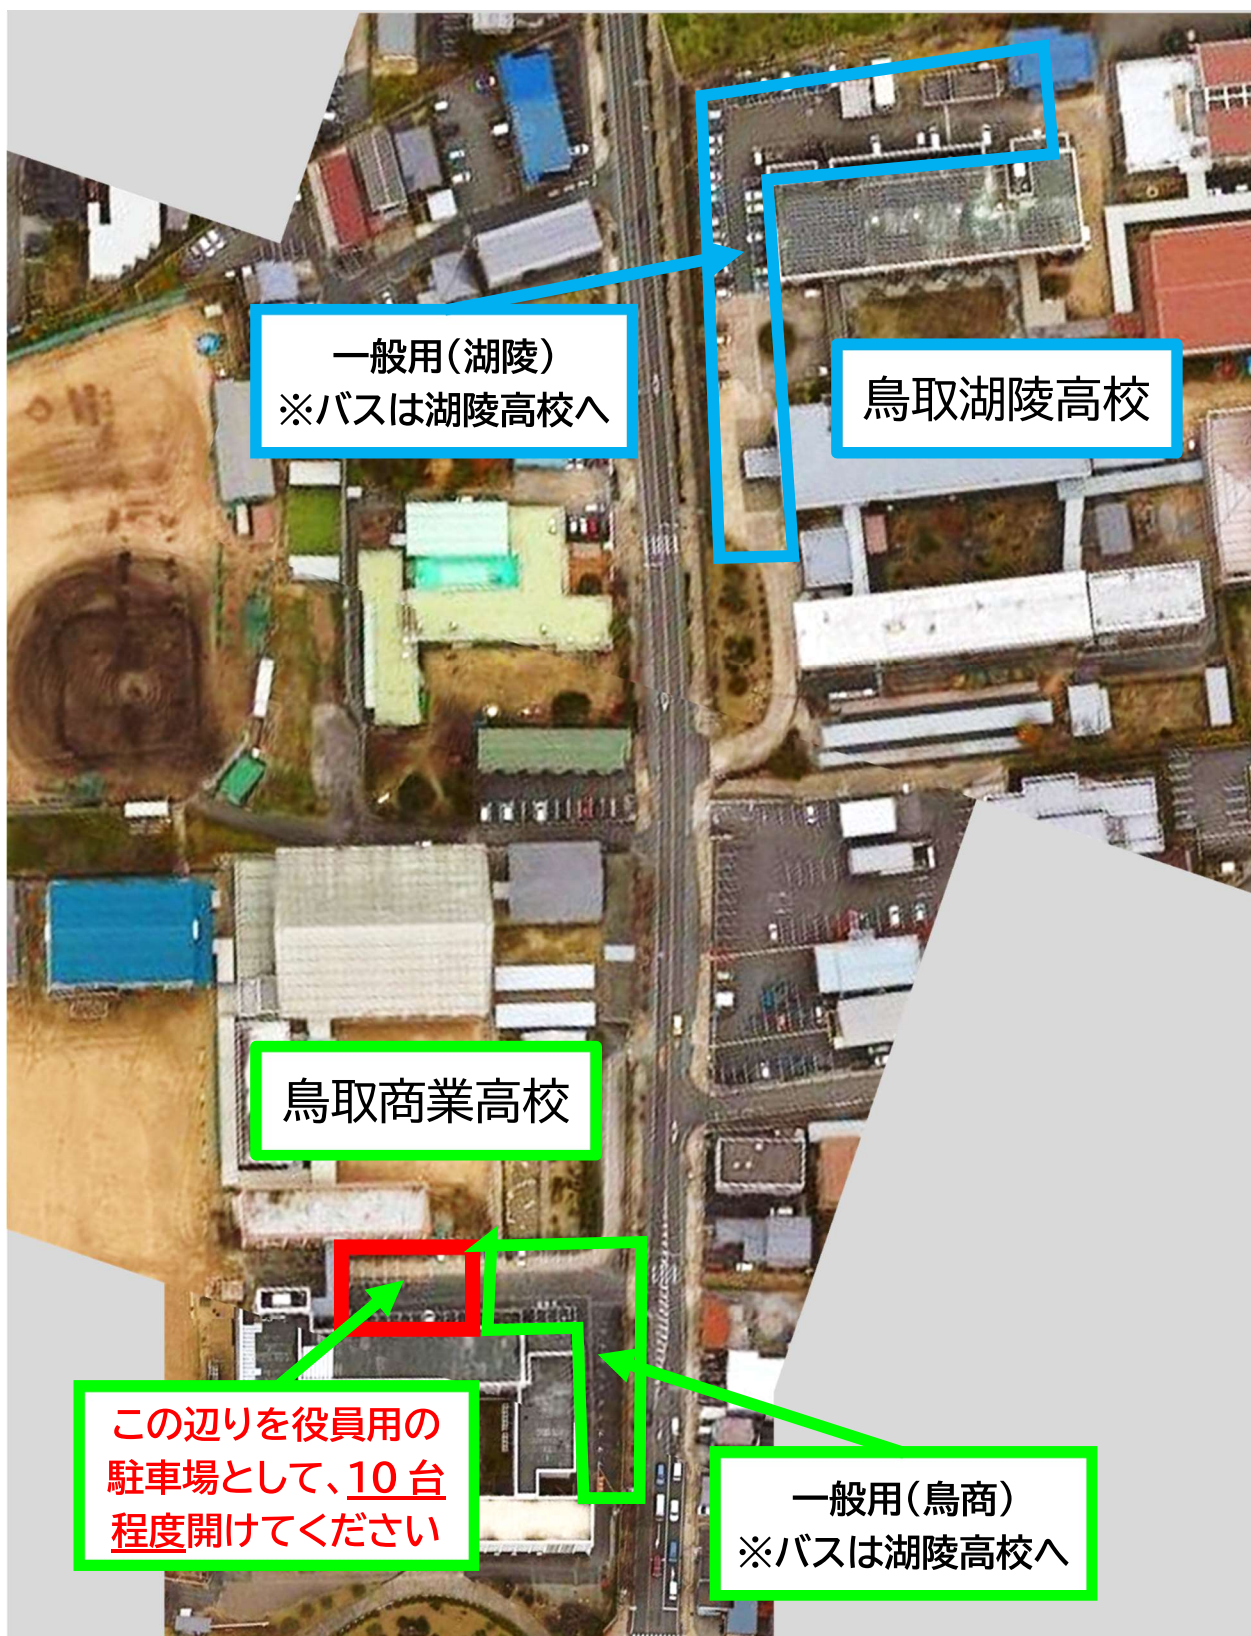 一般用(湖陵)
※バスは湖陵高校へ
鳥取湖陵高校
鳥取商業高校
この辺りを役員用の
駐車場として、10 台
程度開けてください
一般用(鳥商)
※バスは湖陵高校へ